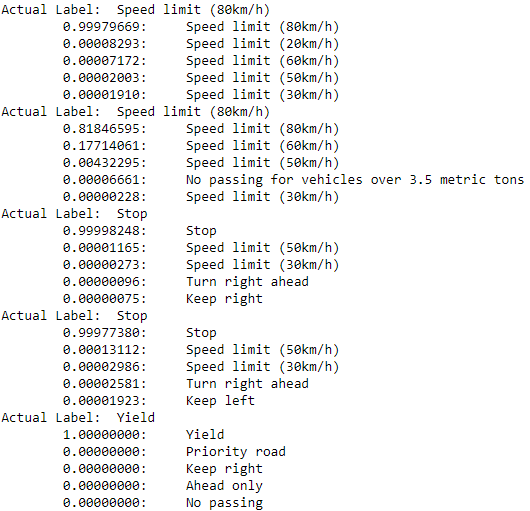 Actual Label:  Speed limit (80km/h)
        0.99979669:     Speed limit (80km/h)
        0.00008293:     Speed limit (20km/h)
        0.00007172:     Speed limit (60km/h)
        0.00002003:     Speed limit (50km/h)
        0.00001910:     Speed limit (30km/h)
Actual Label:  Speed limit (80km/h)
        0.81846595:     Speed limit (80km/h)
        0.17714061:     Speed limit (60km/h)
        0.00432295:     Speed limit (50km/h)
        0.00006661:     No passing for vehicles over 3.5 metric tons
        0.00000228:     Speed limit (30km/h)
Actual Label:  Stop
        0.99998248:     Stop
        0.00001165:     Speed limit (50km/h)
        0.00000273:     Speed limit (30km/h)
        0.00000096:     Turn right ahead
        0.00000075:     Keep right
Actual Label:  Stop
        0.99977380:     Stop
        0.00013112:     Speed limit (50km/h)
        0.00002986:     Speed limit (30km/h)
        0.00002581:     Turn right ahead
        0.00001923:     Keep left
Actual Label:  Yield
        1.00000000:     Yield
        0.00000000:     Priority road
        0.00000000:     Keep right
        0.00000000:     Ahead only
        0.00000000:     No passing